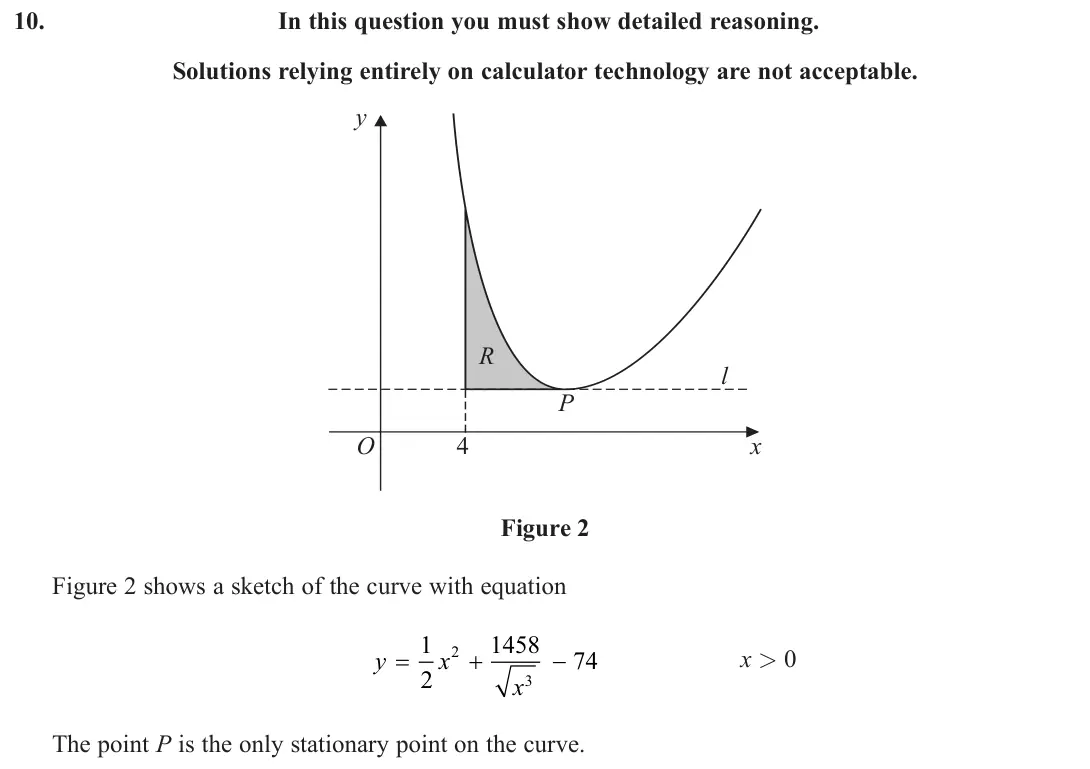 10. In this question you must show detailed reasoning.
Solutions relying entirely on calculator technology are not acceptable.
y
R
l
P
O 4 x
Figure 2
Figure 2 shows a sketch of the curve with equation
y = 1/2 x² + 1458/√x³ − 74 x > 0
The point P is the only stationary point on the curve.